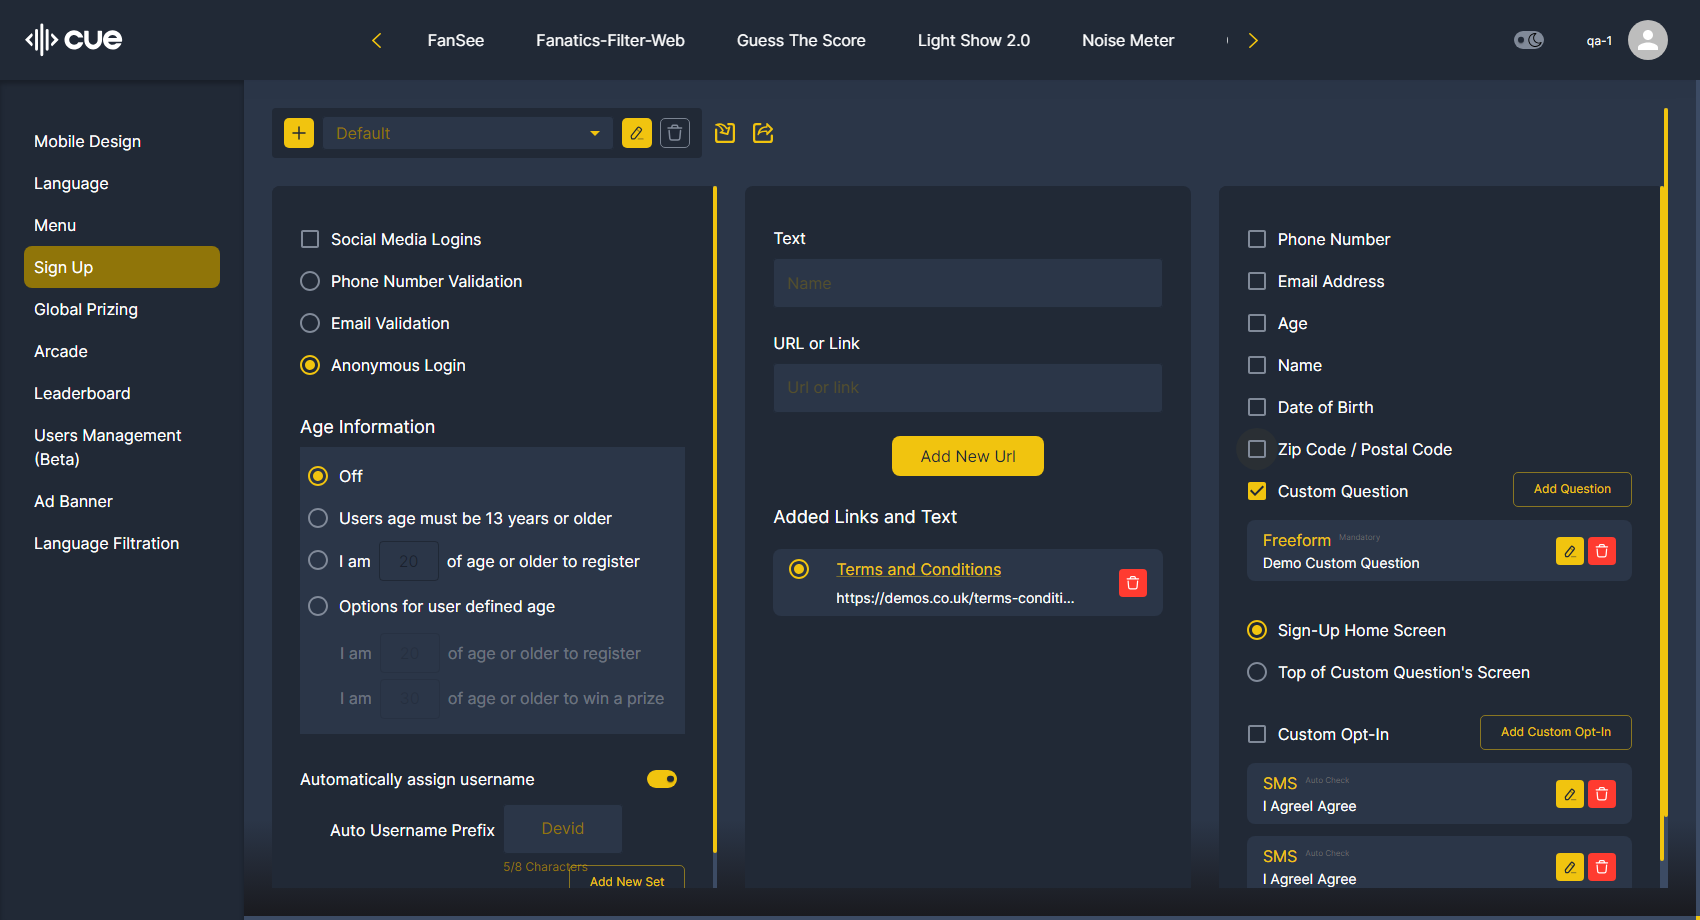 cue
FanSee
Fanatics-Filter-Web
Guess The Score
Light Show 2.0
Noise Meter
qa-1
Mobile Design
Language
Menu
Sign Up
Global Prizing
Arcade
Leaderboard
Users Management
(Beta)
Ad Banner
Language Filtration
Default
Social Media Logins
Phone Number Validation
Email Validation
Anonymous Login
Age Information
Off
Users age must be 13 years or older
I am 20 of age or older to register
Options for user defined age
I am 20 of age or older to register
I am 30 of age or older to win a prize
Automatically assign username
Auto Username Prefix Devid
5/8 Characters
Add New Set
Text
Name
URL or Link
Url or link
Add New Url
Added Links and Text
Terms and Conditions
https://demos.co.uk/terms-conditi...
Phone Number
Email Address
Age
Name
Date of Birth
Zip Code / Postal Code
Custom Question Add Question
Freeform Mandatory
Demo Custom Question
Sign-Up Home Screen
Top of Custom Question's Screen
Custom Opt-In Add Custom Opt-In
SMS Auto Check
I AgreeI Agree
SMS Auto Check
I AgreeI Agree